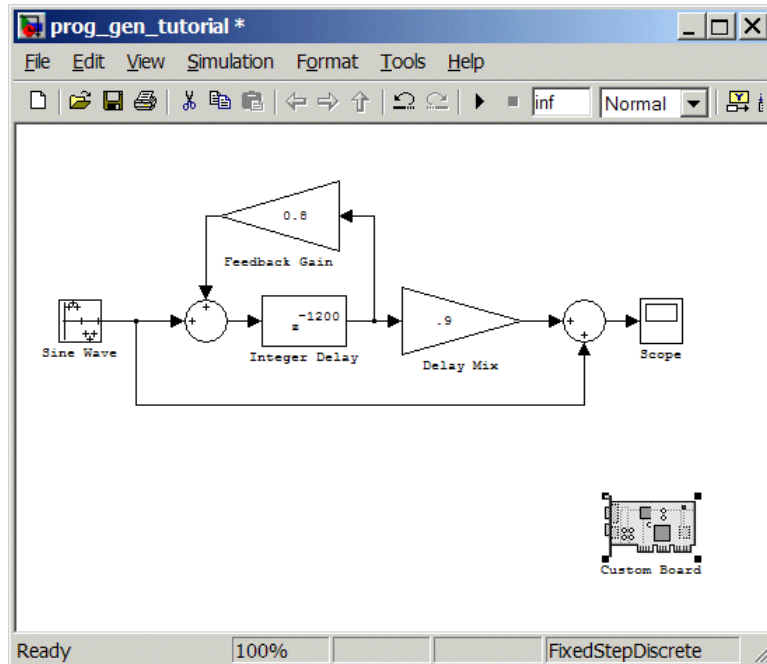 prog_gen_tutorial *
File Edit View Simulation Format Tools Help
inf Normal
0.8
Feedback Gain
z -1200
.9
Sine Wave
Integer Delay
Delay Mix
Scope
Custom Board
Ready 100% FixedStepDiscrete